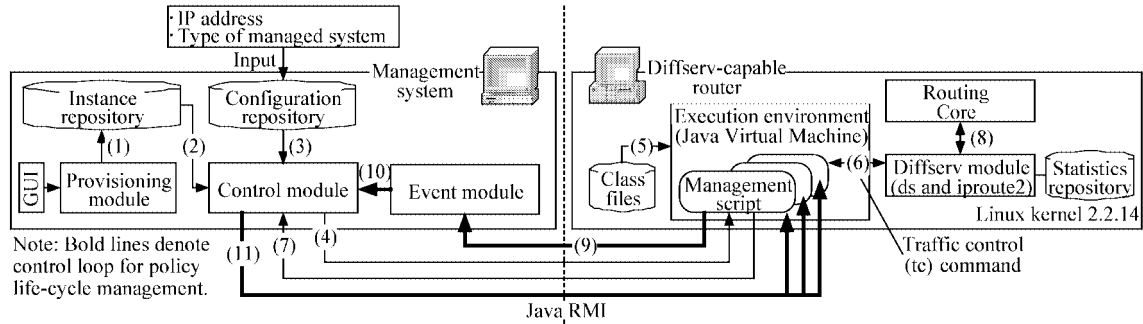 · IP address
· Type of managed system
Input
Management
system
Diffserv-capable
router
Instance
repository
Configuration
repository
Execution environment
(Java Virtual Machine)
Routing
Core
(1)
(2)
(3)
(5)
(6)
(8)
GUI
Provisioning
module
Control module
(10)
Event module
Class
files
Management
script
Diffserv module
(ds and iproute2)
Statistics
repository
Linux kernel 2.2.14
Note: Bold lines denote
control loop for policy
life-cycle management.
(11)
(7)
(4)
(9)
Traffic control
(tc) command
Java RMI